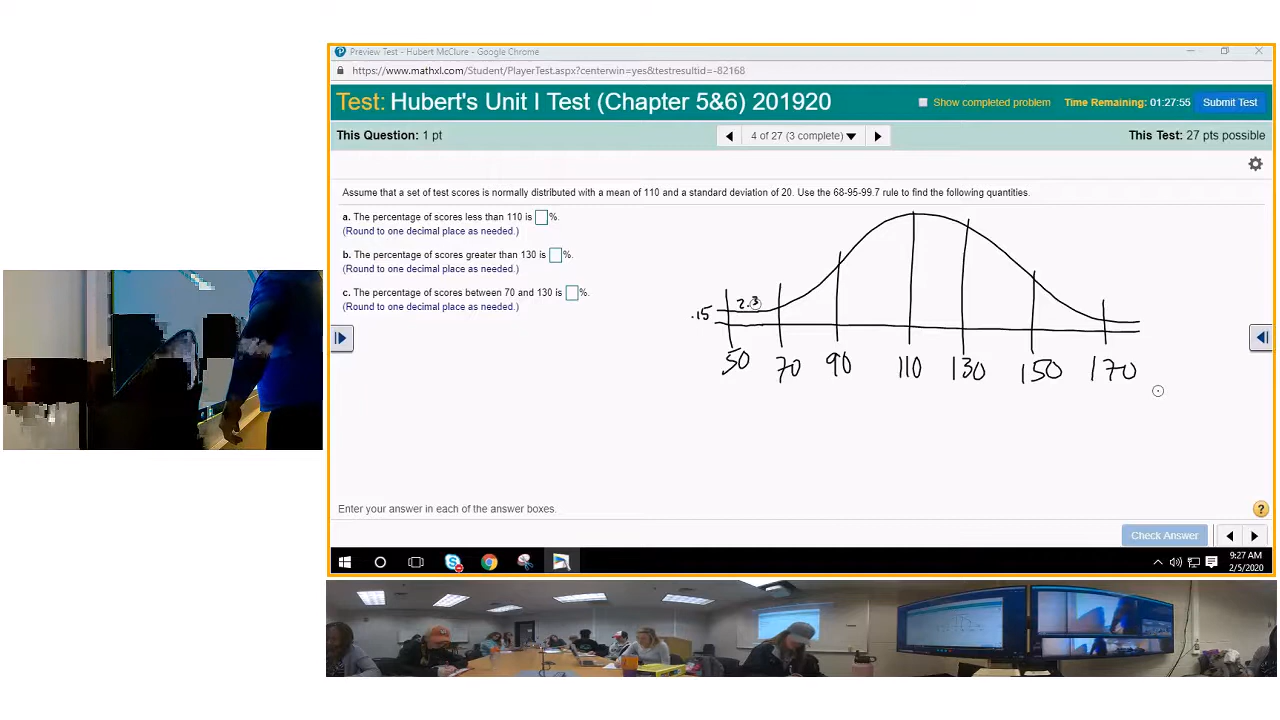 Preview Test - Hubert McClure - Google Chrome
https://www.mathxl.com/Student/PlayerTest.aspx?centerwin=yes&testresultid=-82168
Test: Hubert's Unit I Test (Chapter 5&6) 201920
Show completed problem
Time Remaining: 01:27:55
Submit Test
This Question: 1 pt
4 of 27 (3 complete)
This Test: 27 pts possible
Assume that a set of test scores is normally distributed with a mean of 110 and a standard deviation of 20. Use the 68-95-99.7 rule to find the following quantities.
a. The percentage of scores less than 110 is %.
(Round to one decimal place as needed.)
b. The percentage of scores greater than 130 is %.
(Round to one decimal place as needed.)
c. The percentage of scores between 70 and 130 is %.
(Round to one decimal place as needed.)
.15 2.3
50 70 90 110 130 150 170
Enter your answer in each of the answer boxes.
?
Check Answer
9:27 AM
2/5/2020